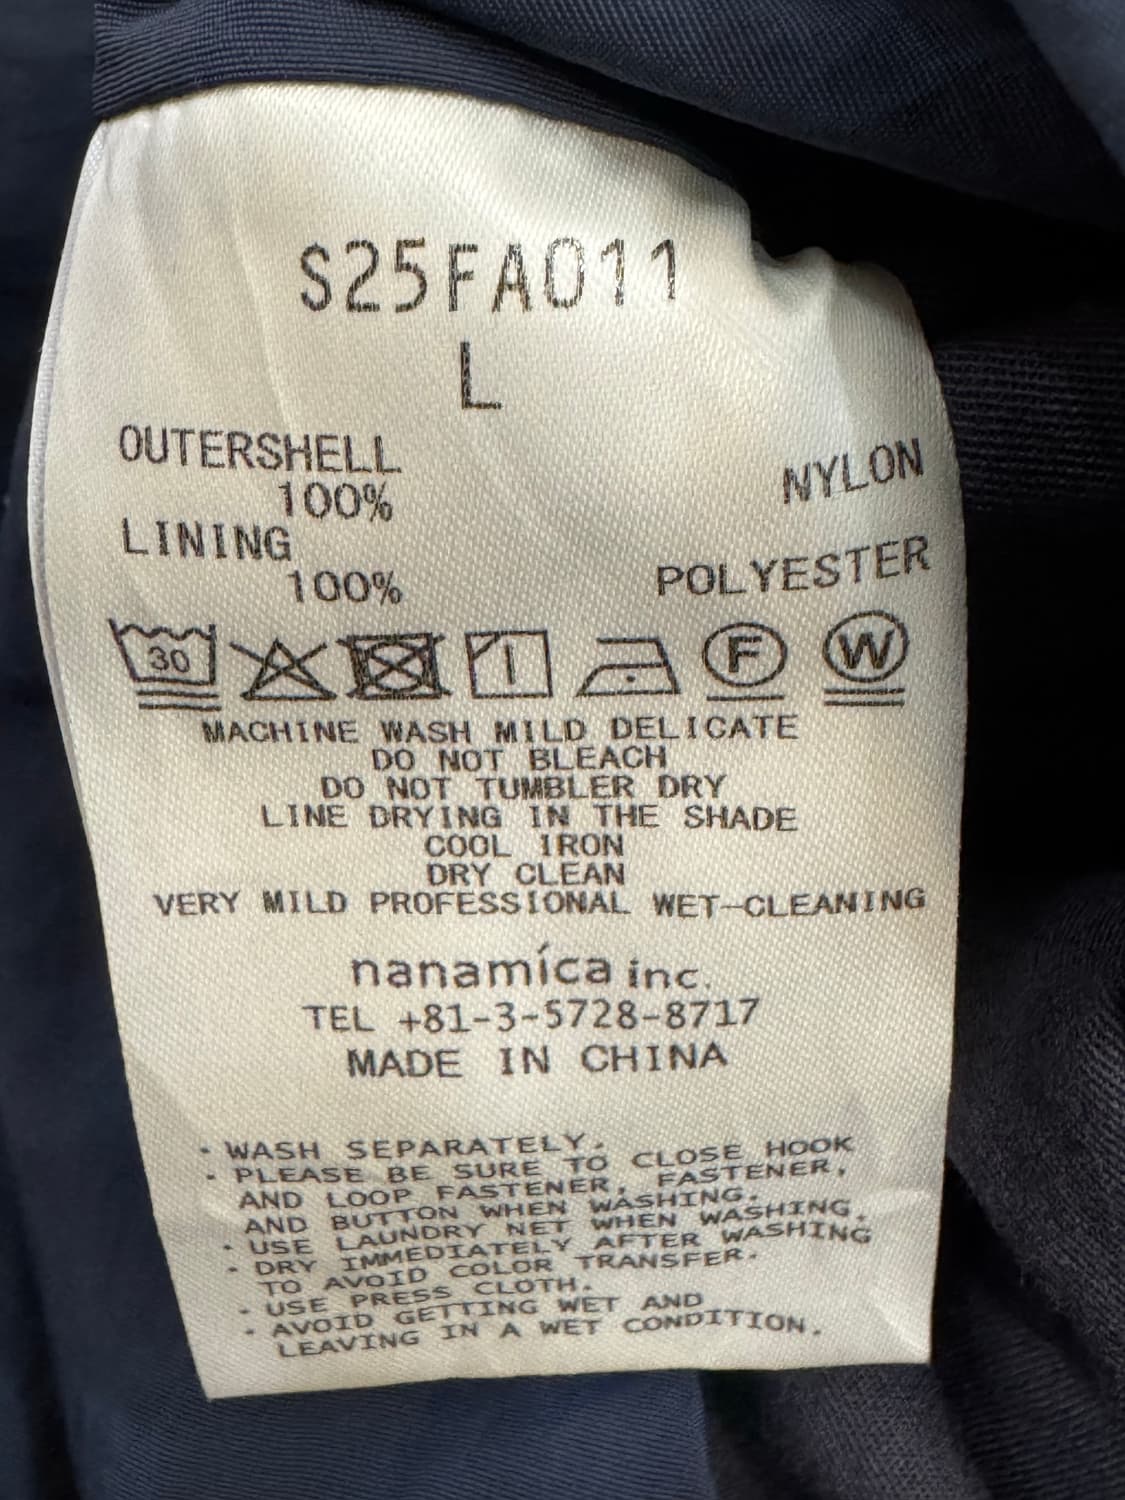 S25FA011
L
OUTERSHELL
100% NYLON
LINING
100% POLYESTER
30 F W
MACHINE WASH MILD DELICATE
DO NOT BLEACH
DO NOT TUMBLER DRY
LINE DRYING IN THE SHADE
COOL IRON
DRY CLEAN
VERY MILD PROFESSIONAL WET-CLEANING
nanamíca inc.
TEL +81-3-5728-8717
MADE IN CHINA
・WASH SEPARATELY.
・PLEASE BE SURE TO CLOSE HOOK
AND LOOP FASTENER, FASTENER,
AND BUTTON WHEN WASHING.
・USE LAUNDRY NET WHEN WASHING.
・DRY IMMEDIATELY AFTER WASHING
TO AVOID COLOR TRANSFER.
・USE PRESS CLOTH.
・AVOID GETTING WET AND
LEAVING IN A WET CONDITION.